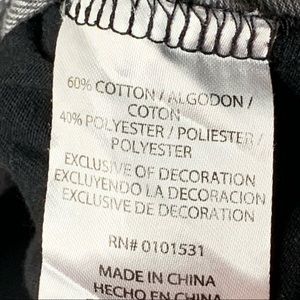 60% COTTON / ALGODON /
COTON
40% POLYESTER / POLIESTER /
POLYESTER
EXCLUSIVE OF DECORATION
EXCLUYENDO LA DECORACION
EXCLUSIVE DE DECORATION
RN# 0101531
MADE IN CHINA
HECHO EN CHINA